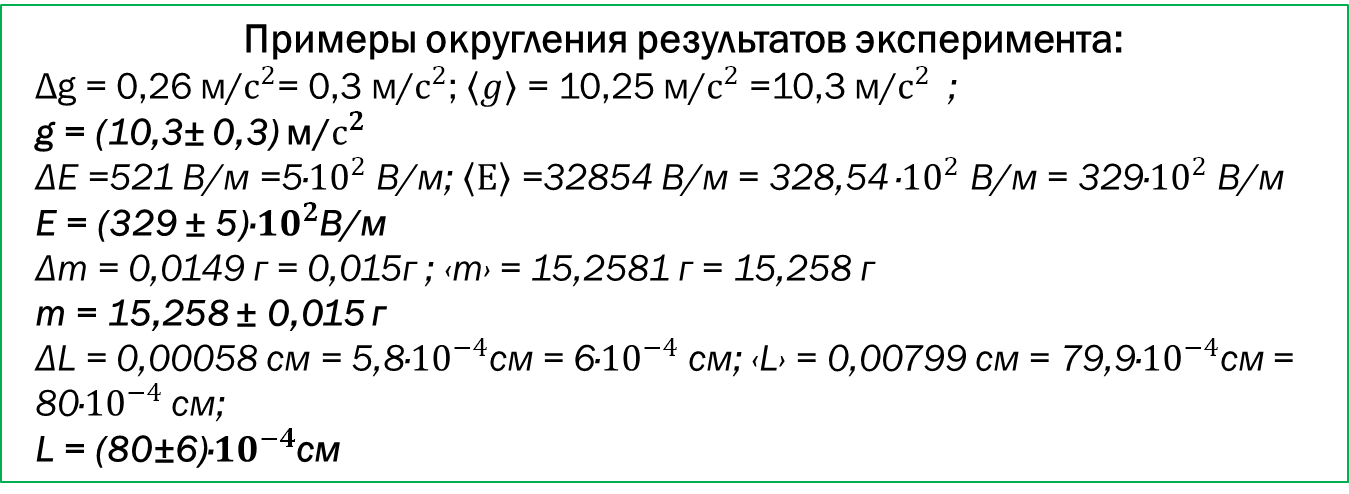 Примеры округления результатов эксперимента:
Δg = 0,26 м/с²= 0,3 м/с²; ⟨g⟩ = 10,25 м/с² =10,3 м/с² ;
g = (10,3± 0,3) м/с²
ΔE =521 В/м =5·10² В/м; ⟨E⟩ =32854 В/м = 328,54·10² В/м = 329·10² В/м
E = (329 ± 5)·10²В/м
Δm = 0,0149 г = 0,015г ; ‹m› = 15,2581 г = 15,258 г
m = 15,258 ± 0,015 г
ΔL = 0,00058 см = 5,8·10⁻⁴см = 6·10⁻⁴ см; ‹L› = 0,00799 см = 79,9·10⁻⁴см =
80·10⁻⁴ см;
L = (80±6)·10⁻⁴см